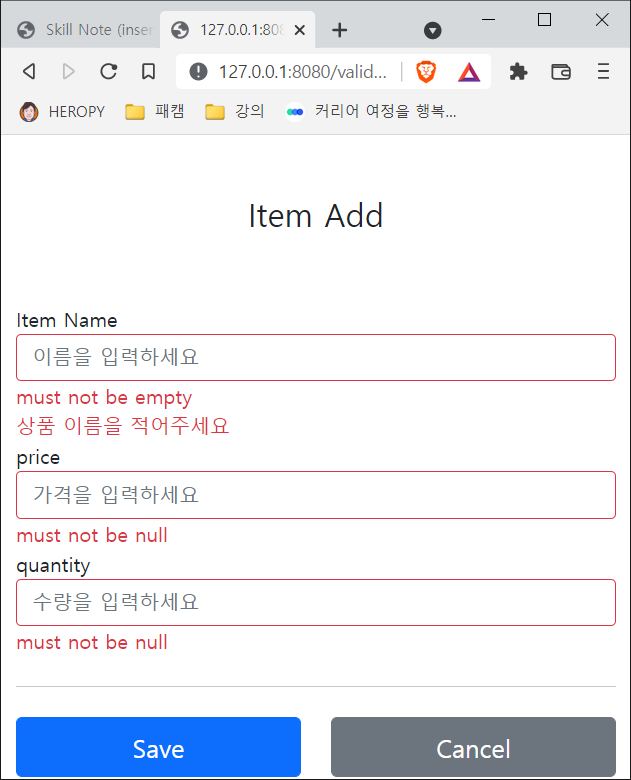 Skill Note (inser
127.0.0.1:808
127.0.0.1:8080/valid...
HEROPY 패캠 강의 커리어 여정을 행복...
Item Add
Item Name
이름을 입력하세요
must not be empty
상품 이름을 적어주세요
price
가격을 입력하세요
must not be null
quantity
수량을 입력하세요
must not be null
Save Cancel